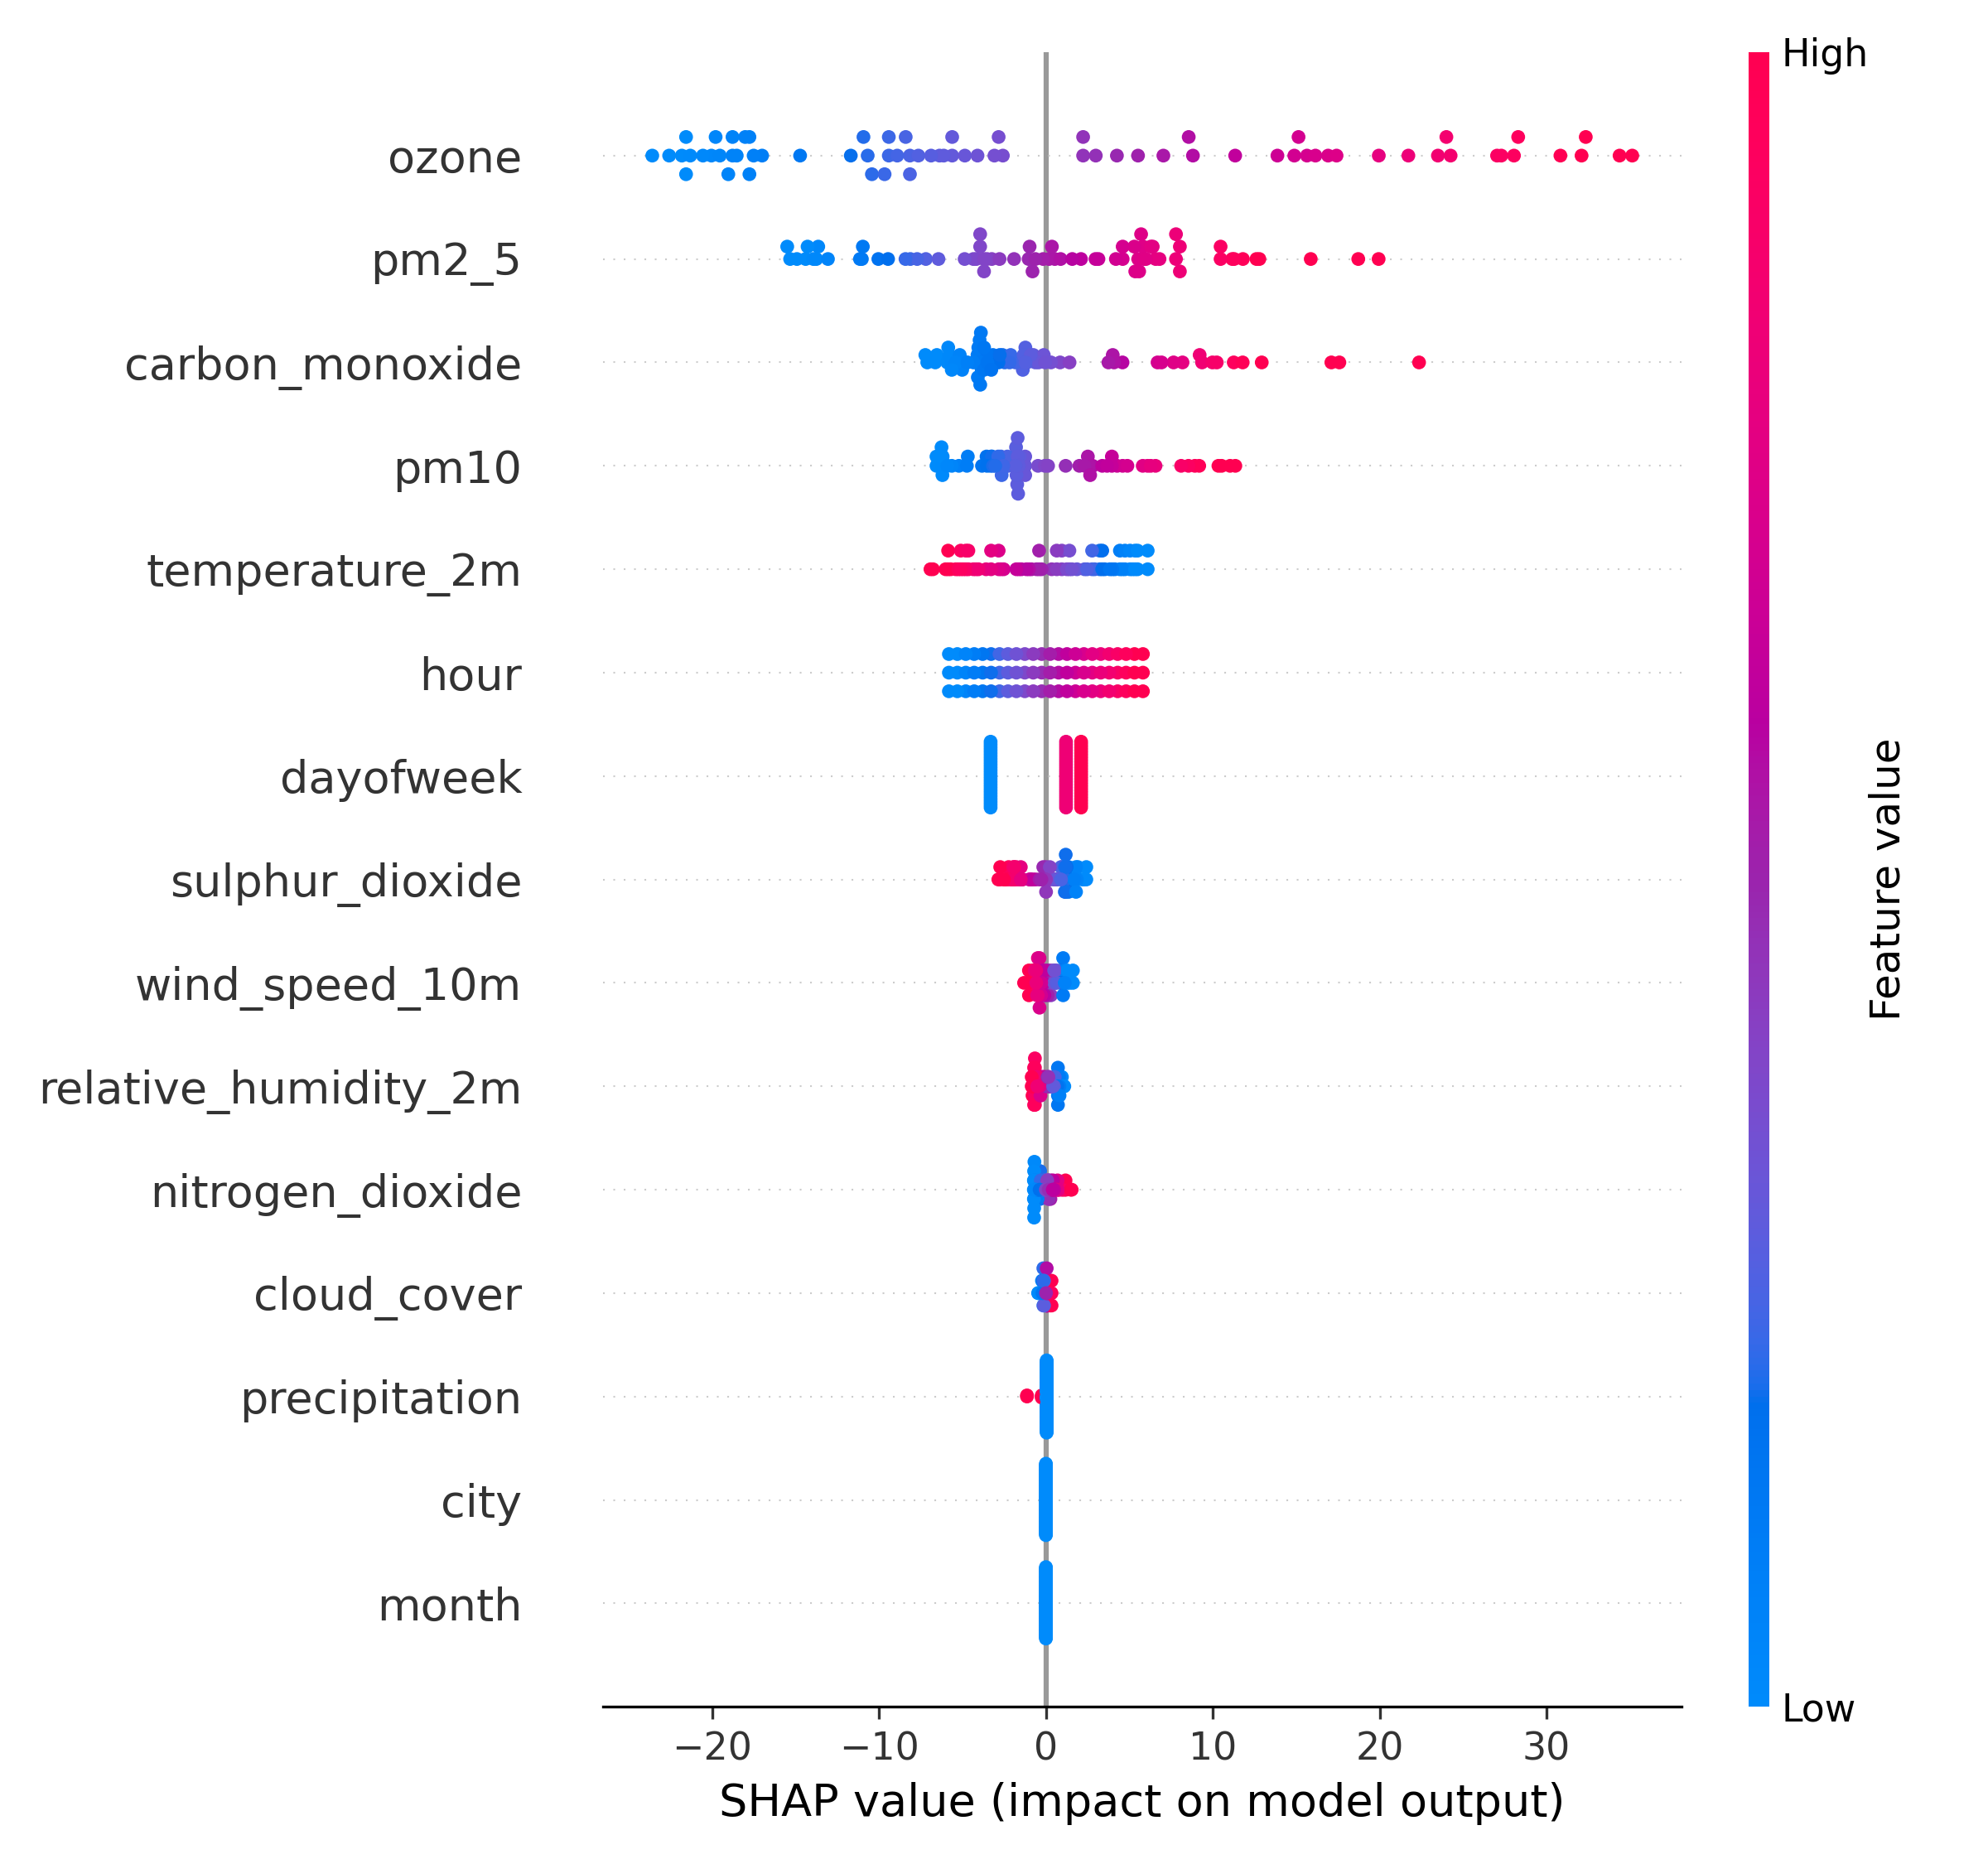 High
ozone
pm2_5
carbon_monoxide
pm10
temperature_2m
hour
dayofweek
sulphur_dioxide
wind_speed_10m
relative_humidity_2m
nitrogen_dioxide
cloud_cover
precipitation
city
month
Feature value
Low
−20 −10 0 10 20 30
SHAP value (impact on model output)